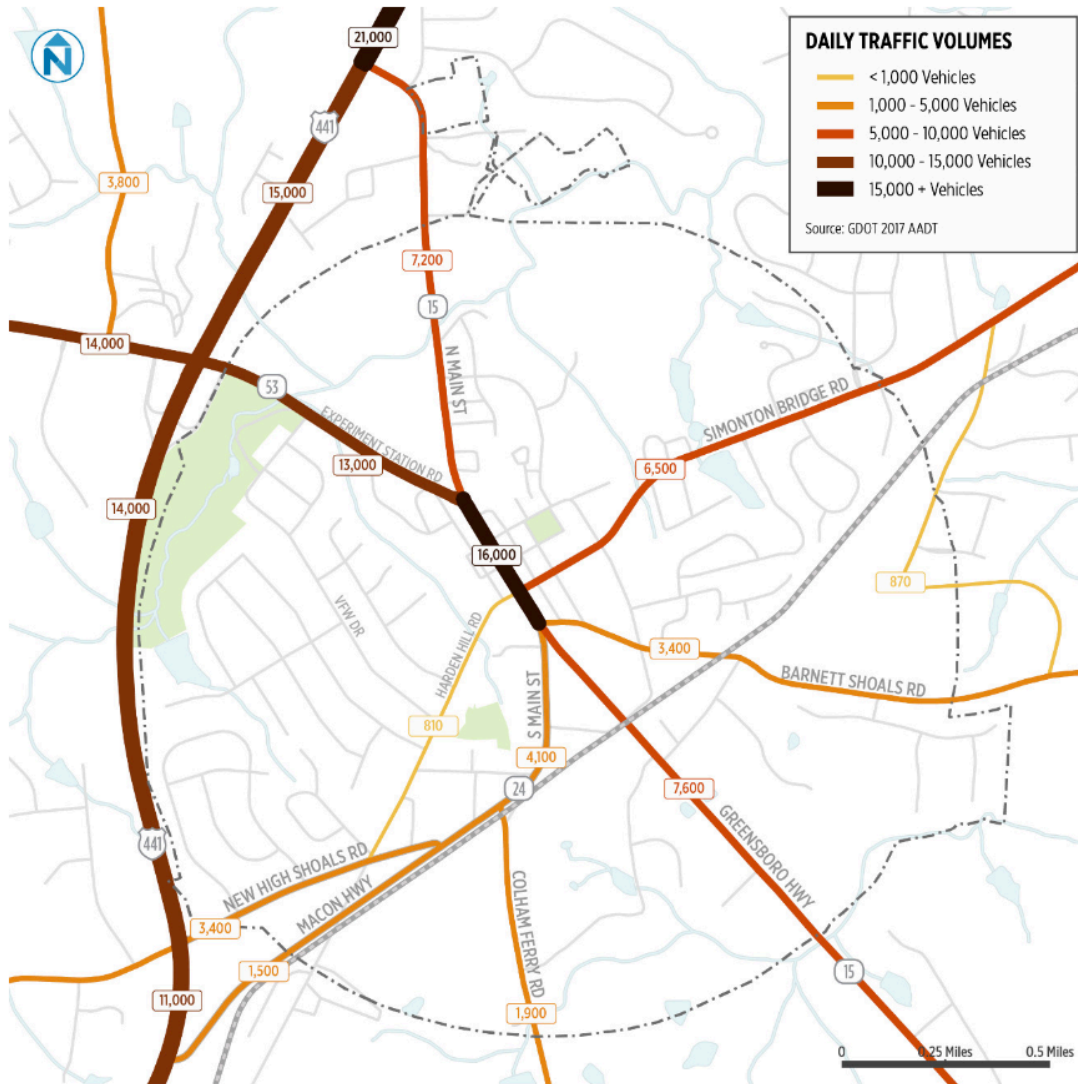 N
21,000
DAILY TRAFFIC VOLUMES
< 1,000 Vehicles
1,000 - 5,000 Vehicles
5,000 - 10,000 Vehicles
10,000 - 15,000 Vehicles
15,000 + Vehicles
Source: GDOT 2017 AADT
441
3,800
15,000
7,200
15
14,000
N MAIN ST
53
EXPERIMENT STATION RD
SIMONTON BRIDGE RD
13,000
6,500
14,000
16,000
870
VFW DR
HARDEN HILL RD
3,400
BARNETT SHOALS RD
S MAIN ST
810
4,100
24
7,600
GREENSBORO HWY
441
NEW HIGH SHOALS RD
MACON HWY
COLHAM FERRY RD
3,400
1,500
15
11,000
1,900
0 0.25 Miles 0.5 Miles